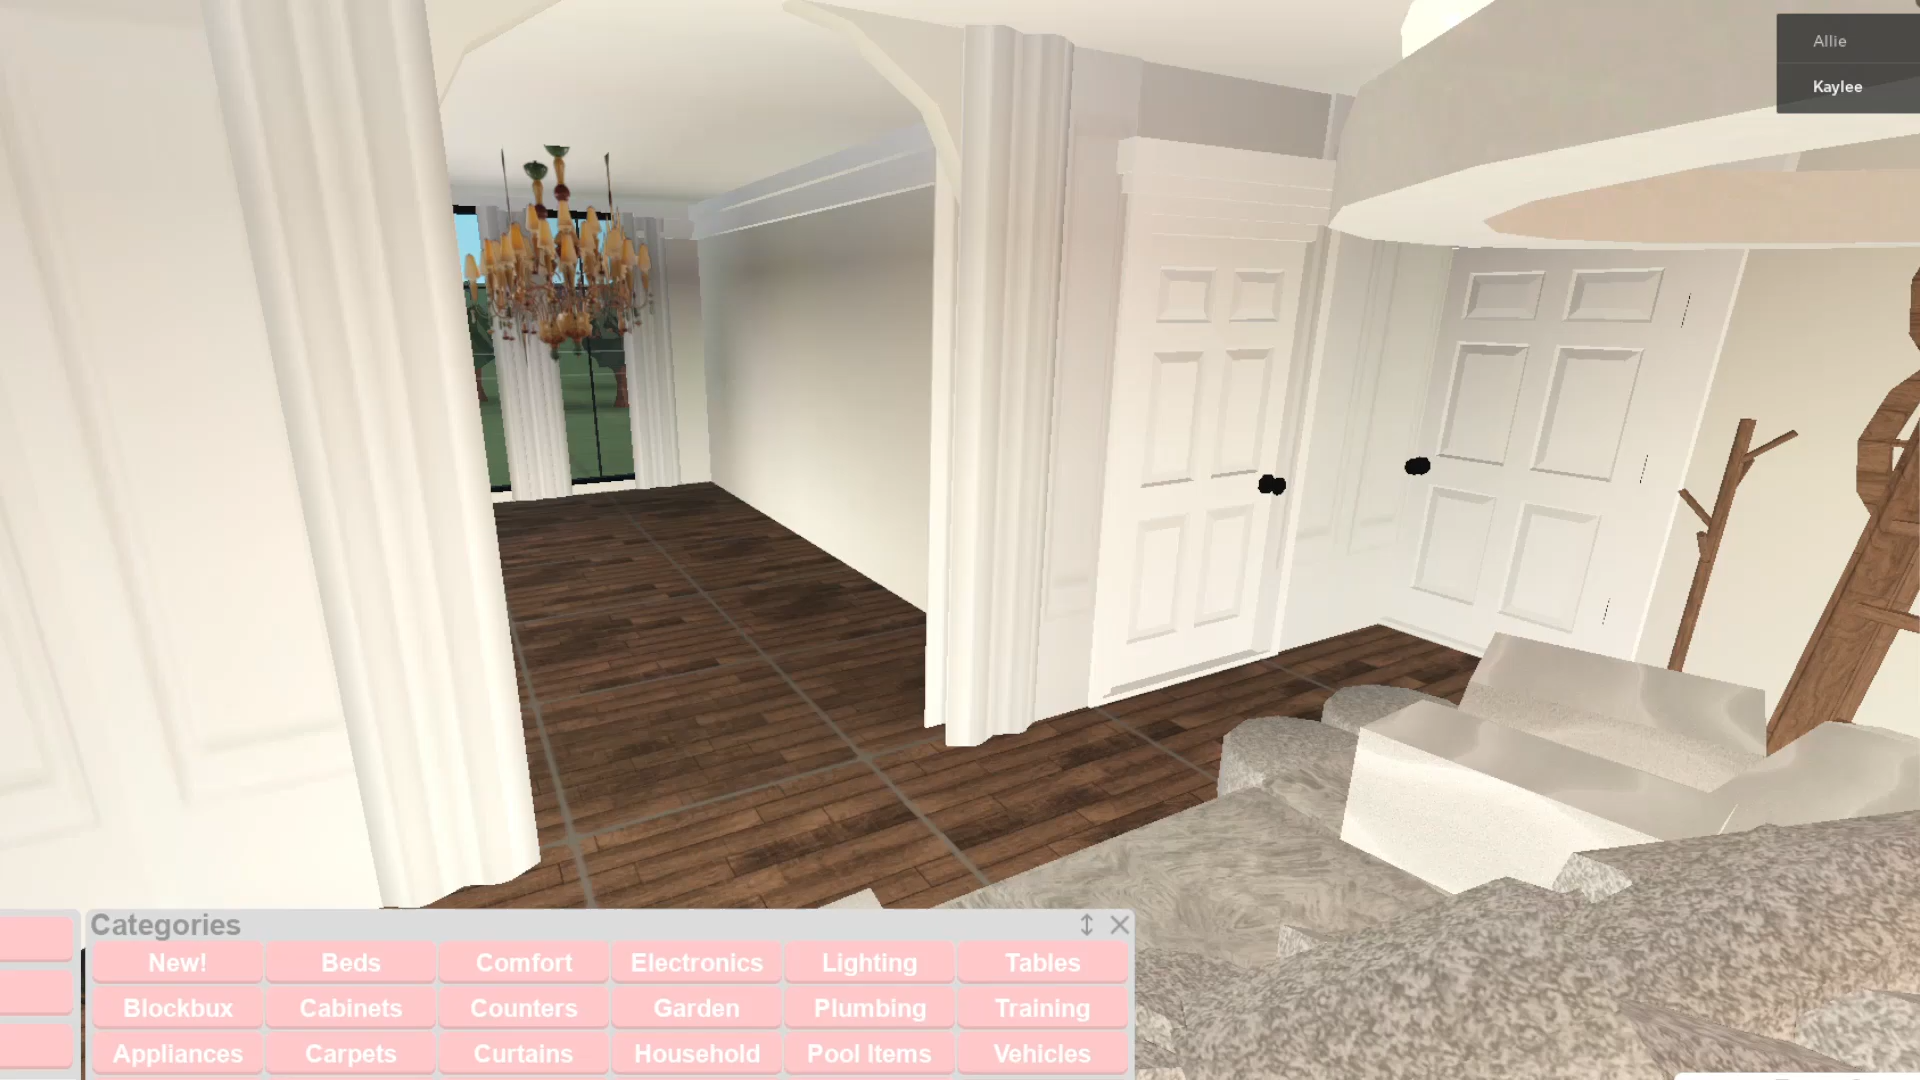 Allie
Kaylee
Categories
New! Beds Comfort Electronics Lighting Tables
Blockbux Cabinets Counters Garden Plumbing Training
Appliances Carpets Curtains Household Pool Items Vehicles